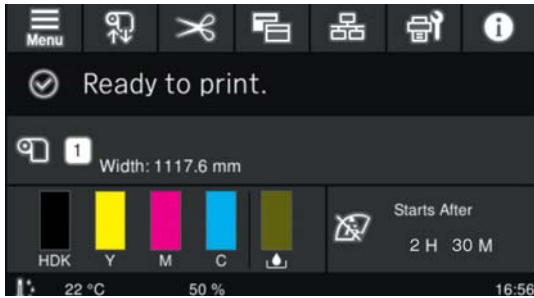 Menu
Ready to print.
1
Width: 1117.6 mm
Starts After
2 H 30 M
HDK Y M C
22 °C 50 % 16:56